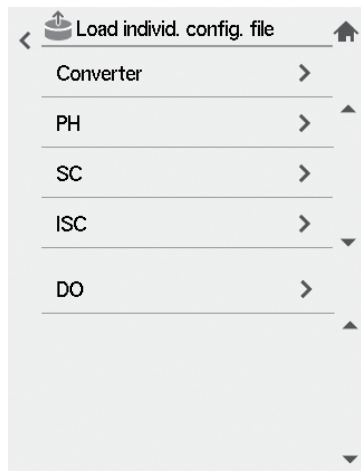 Load individ. config. file
Converter
PH
SC
ISC
DO